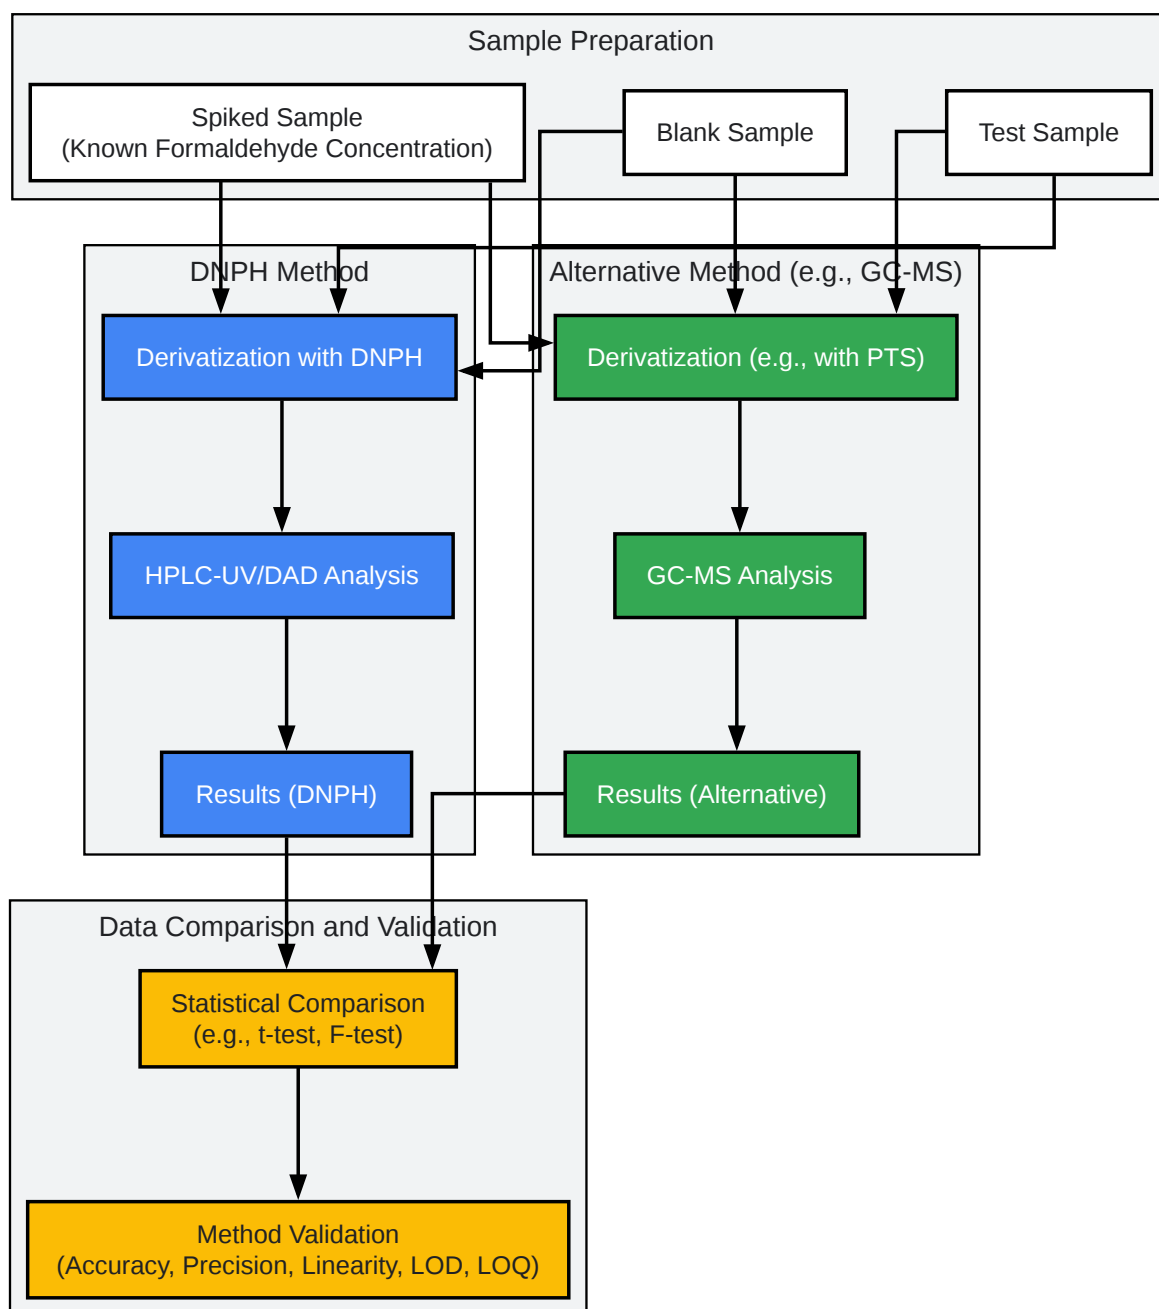 Sample Preparation
Spiked Sample
(Known Formaldehyde Concentration)
Blank Sample
Test Sample
DNPH Method
Alternative Method (e.g., GC-MS)
Derivatization with DNPH
Derivatization (e.g., with PTS)
HPLC-UV/DAD Analysis
GC-MS Analysis
Results (DNPH)
Results (Alternative)
Data Comparison and Validation
Statistical Comparison
(e.g., t-test, F-test)
Method Validation
(Accuracy, Precision, Linearity, LOD, LOQ)